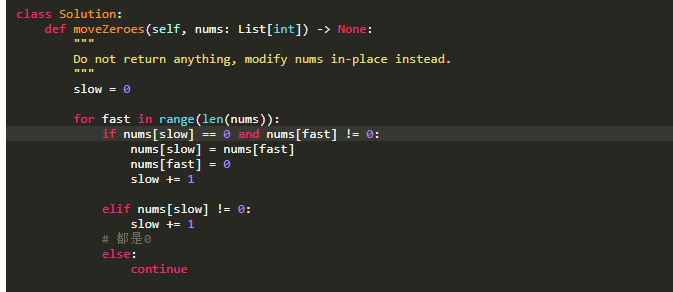 class Solution:
    def moveZeroes(self, nums: List[int]) -> None:
        """
        Do not return anything, modify nums in-place instead.
        """
        slow = 0
        for fast in range(len(nums)):
            if nums[slow] == 0 and nums[fast] != 0:
                nums[slow] = nums[fast]
                nums[fast] = 0
                slow += 1
            elif nums[slow] != 0:
                slow += 1
            # 都是0
            else:
                continue